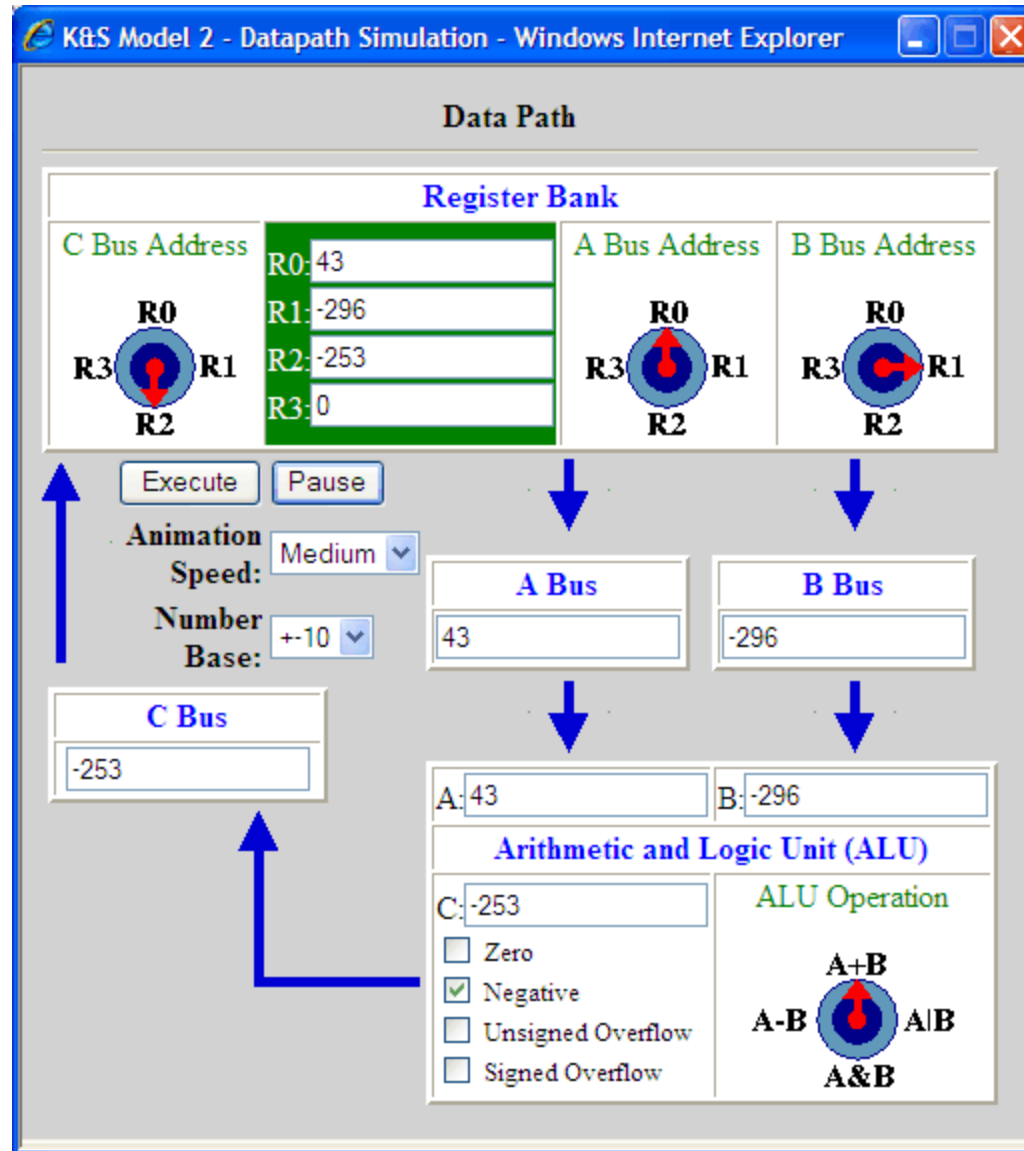 K&S Model 2 - Datapath Simulation - Windows Internet Explorer
Data Path
Register Bank
C Bus Address
R0
R3
R1
R2
R0: 43
R1: -296
R2: -253
R3: 0
A Bus Address
R0
R3
R1
R2
B Bus Address
R0
R3
R1
R2
Execute
Pause
Animation
Speed:
Medium
Number
Base:
+-10
A Bus
43
B Bus
-296
C Bus
-253
A: 43
B: -296
Arithmetic and Logic Unit (ALU)
C: -253
Zero
Negative
Unsigned Overflow
Signed Overflow
ALU Operation
A+B
A-B
A|B
A&B